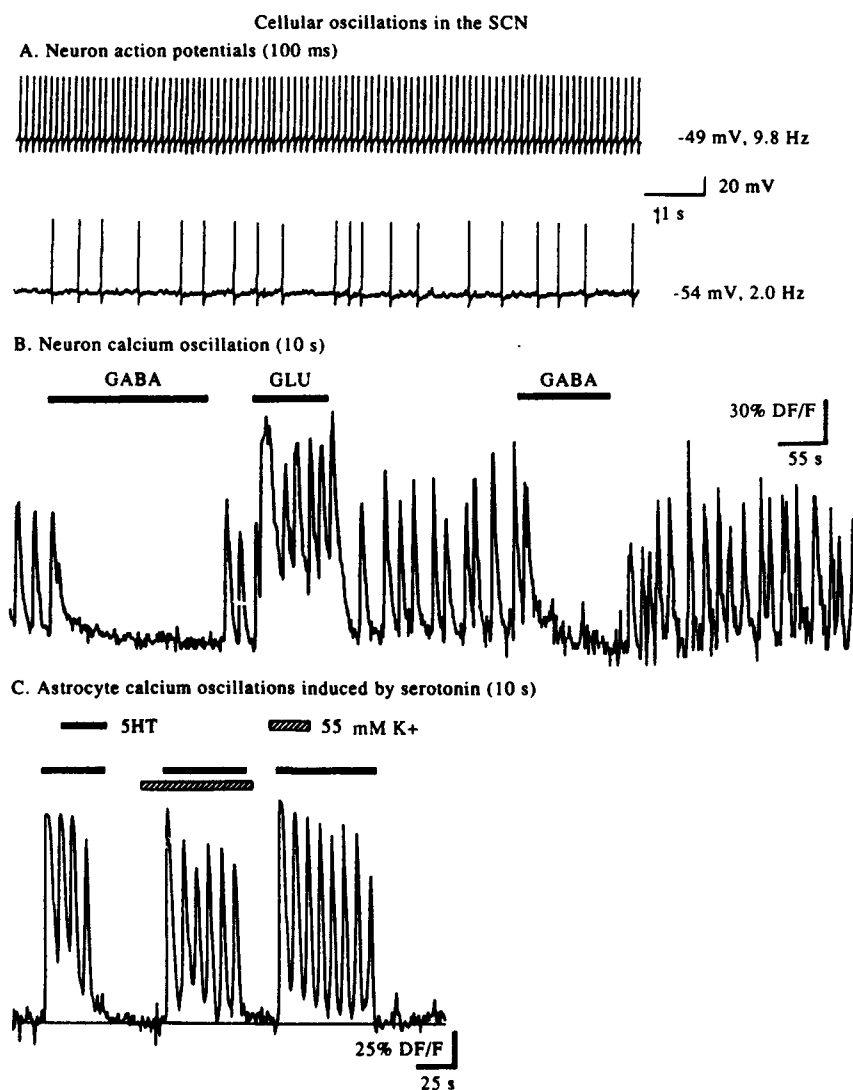 Cellular oscillations in the SCN
A. Neuron action potentials (100 ms)
-49 mV, 9.8 Hz
20 mV
1 s
-54 mV, 2.0 Hz
B. Neuron calcium oscillation (10 s)
GABA
GLU
GABA
30% DF/F
55 s
C. Astrocyte calcium oscillations induced by serotonin (10 s)
5HT
55 mM K+
25% DF/F
25 s